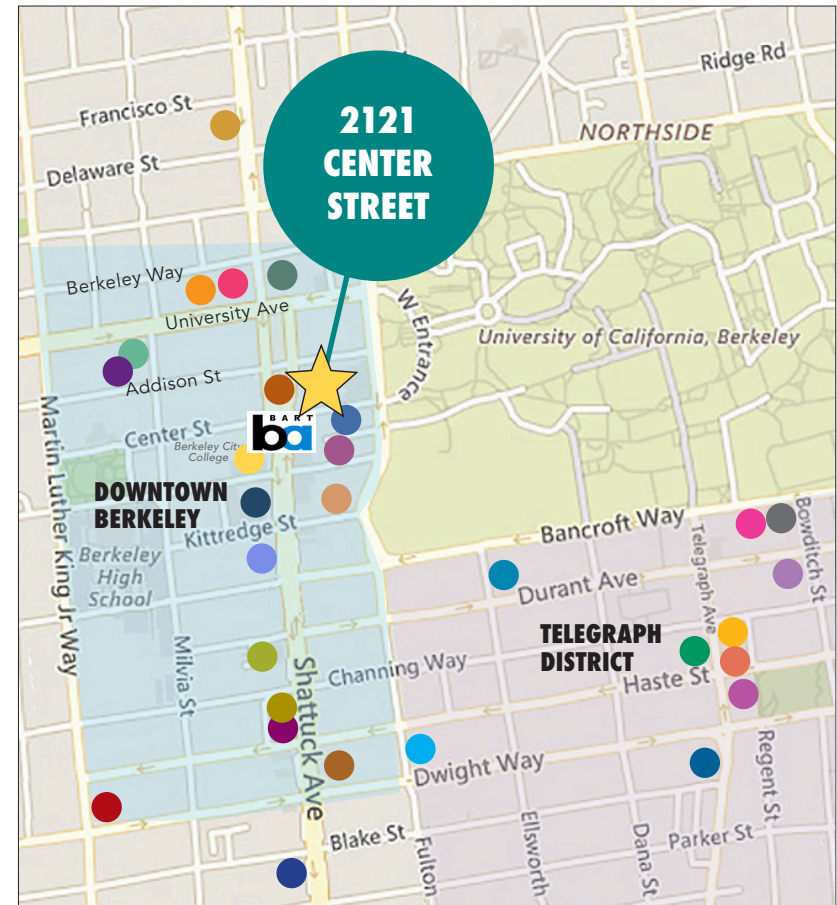 Ridge Rd
Francisco St
2121
CENTER
STREET
NORTHSIDE
Delaware St
Berkeley Way
University Ave
W Entrance
University of California, Berkeley
Addison St
Martin Luther King Jr Way
BART
ba
Center St
Berkeley City
College
DOWNTOWN
BERKELEY
Kittredge St
Bancroft Way
Bowditch St
Telegraph Ave
Berkeley
High
School
Durant Ave
TELEGRAPH
DISTRICT
Milvia St
Shattuck Ave
Channing Way
Haste St
Dwight Way
Regent St
Blake St
Fulton
Ellsworth
Dana St
Parker St